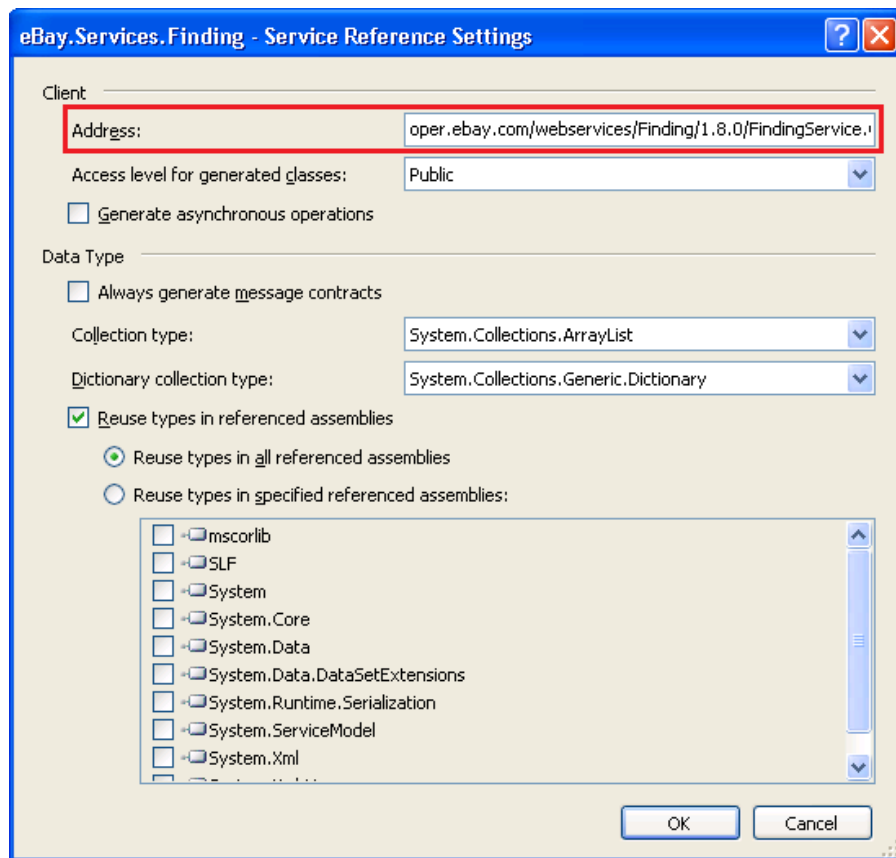 eBay.Services.Finding - Service Reference Settings
Client
Address: oper.ebay.com/webservices/Finding/1.8.0/FindingService.
Access level for generated classes: Public
Generate asynchronous operations
Data Type
Always generate message contracts
Collection type: System.Collections.ArrayList
Dictionary collection type: System.Collections.Generic.Dictionary
Reuse types in referenced assemblies
Reuse types in all referenced assemblies
Reuse types in specified referenced assemblies:
mscorlib
SLF
System
System.Core
System.Data
System.Data.DataSetExtensions
System.Runtime.Serialization
System.ServiceModel
System.Xml
OK Cancel